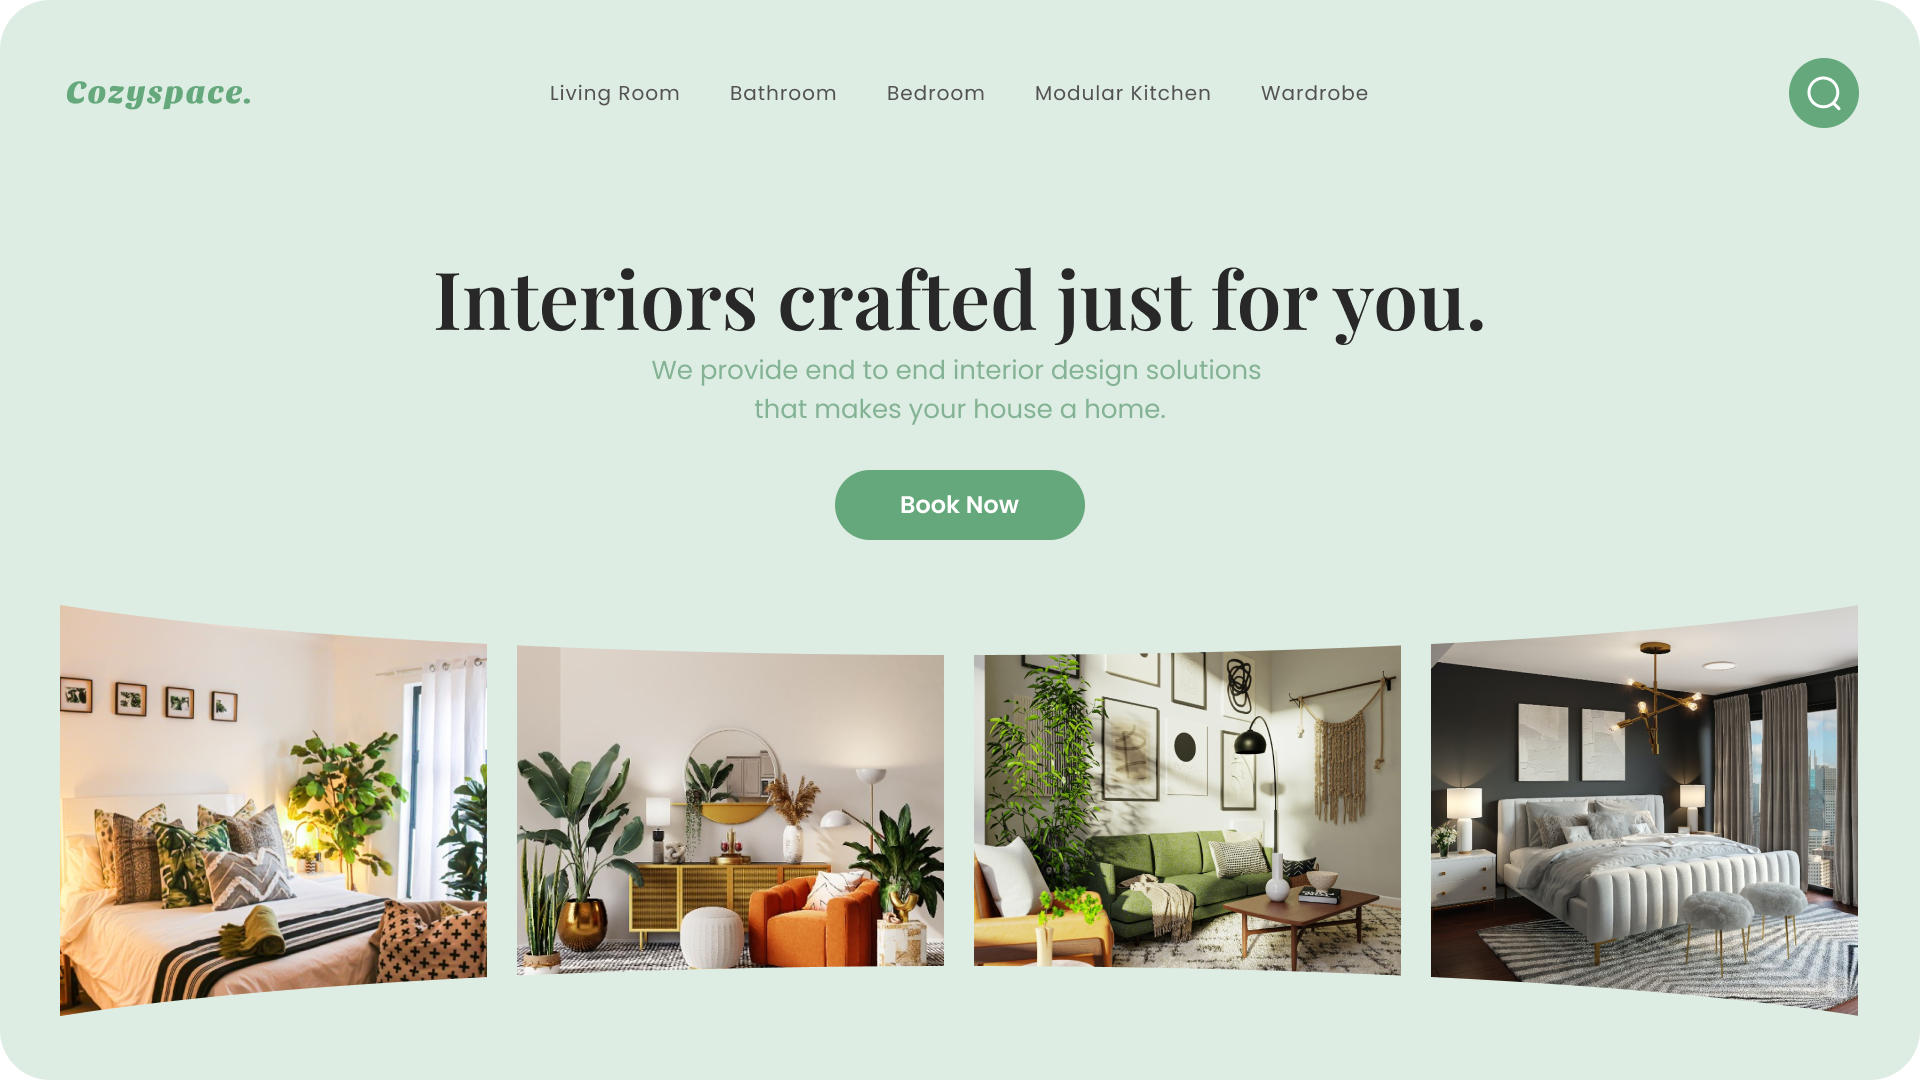 Cozyspace.
Living Room
Bathroom
Bedroom
Modular Kitchen
Wardrobe
Interiors crafted just for you.
We provide end to end interior design solutions
that makes your house a home.
Book Now